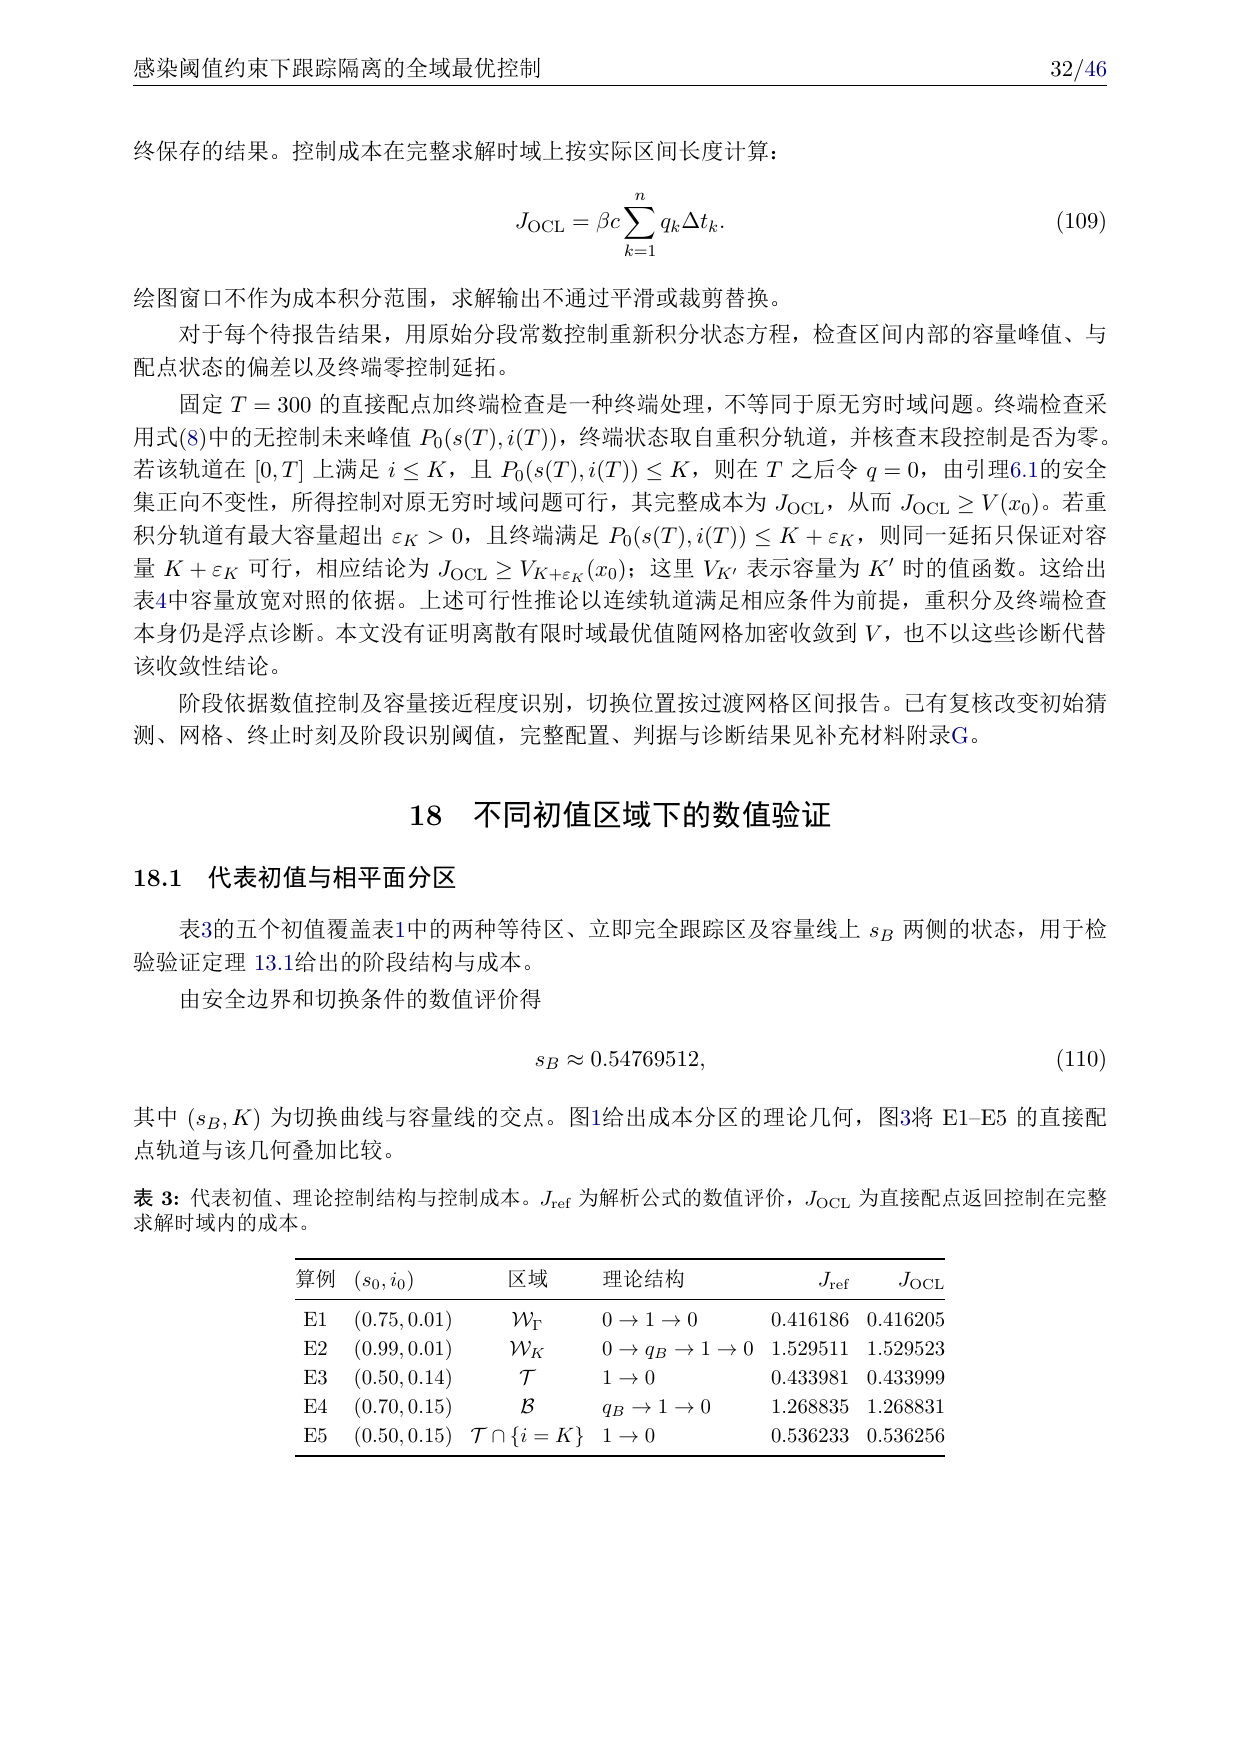 感染阈值约束下跟踪隔离的全域最优控制 32/46
终保存的结果。控制成本在完整求解时域上按实际区间长度计算：
J_OCL = βc ∑_{k=1}^{n} q_k Δt_k. (109)
绘图窗口不作为成本积分范围，求解输出不通过平滑或裁剪替换。
对于每个待报告结果，用原始分段常数控制重新积分状态方程，检查区间内部的容量峰值、与
配点状态的偏差以及终端零控制延拓。
固定 T = 300 的直接配点加终端检查是一种终端处理，不等同于原无穷时域问题。终端检查采
用式(8)中的无控制未来峰值 P_0(s(T), i(T))，终端状态取自重积分轨道，并核查末段控制是否为零。
若该轨道在 [0, T] 上满足 i ≤ K，且 P_0(s(T), i(T)) ≤ K，则在 T 之后令 q = 0，由引理6.1的安全
集正向不变性，所得控制对原无穷时域问题可行，其完整成本为 J_OCL，从而 J_OCL ≥ V(x_0)。若重
积分轨道有最大容量超出 ε_K > 0，且终端满足 P_0(s(T), i(T)) ≤ K + ε_K，则同一延拓只保证对容
量 K + ε_K 可行，相应结论为 J_OCL ≥ V_{K+ε_K}(x_0)；这里 V_{K′} 表示容量为 K′ 时的值函数。这给出
表4中容量放宽对照的依据。上述可行性推论以连续轨道满足相应条件为前提，重积分及终端检查
本身仍是浮点诊断。本文没有证明离散有限时域最优值随网格加密收敛到 V，也不以这些诊断代替
该收敛性结论。
阶段依据数值控制及容量接近程度识别，切换位置按过渡网格区间报告。已有复核改变初始猜
测、网格、终止时刻及阶段识别阈值，完整配置、判据与诊断结果见补充材料附录G。
18 不同初值区域下的数值验证
18.1 代表初值与相平面分区
表3的五个初值覆盖表1中的两种等待区、立即完全跟踪区及容量线上 s_B 两侧的状态，用于检
验验证定理 13.1给出的阶段结构与成本。
由安全边界和切换条件的数值评价得
s_B ≈ 0.54769512, (110)
其中 (s_B, K) 为切换曲线与容量线的交点。图1给出成本分区的理论几何，图3将 E1–E5 的直接配
点轨道与该几何叠加比较。
表 3: 代表初值、理论控制结构与控制成本。J_ref 为解析公式的数值评价，J_OCL 为直接配点返回控制在完整
求解时域内的成本。
算例 (s_0, i_0) 区域 理论结构 J_ref J_OCL
E1 (0.75, 0.01) 𝒲_Γ 0 → 1 → 0 0.416186 0.416205
E2 (0.99, 0.01) 𝒲_K 0 → q_B → 1 → 0 1.529511 1.529523
E3 (0.50, 0.14) 𝒯 1 → 0 0.433981 0.433999
E4 (0.70, 0.15) ℬ q_B → 1 → 0 1.268835 1.268831
E5 (0.50, 0.15) 𝒯 ∩ {i = K} 1 → 0 0.536233 0.536256